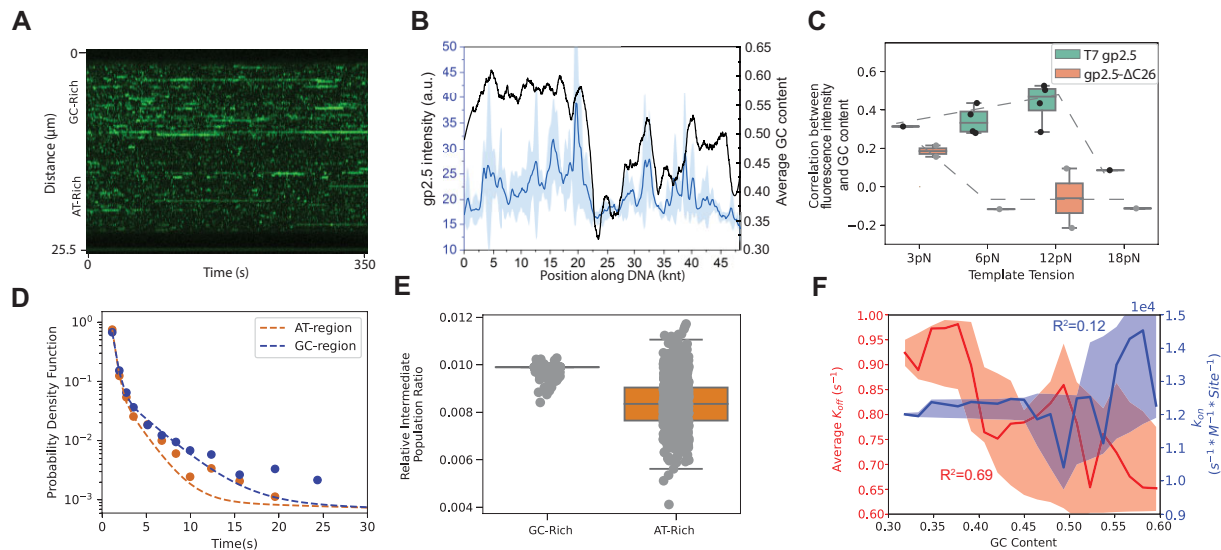 A
0
GC-Rich
Distance (µm)
AT-Rich
25.5
0
350
Time (s)
B
50
45
40
35
30
25
20
15
10
gp2.5 intensity (a.u.)
0.65
0.60
0.55
0.50
0.45
0.40
0.35
0.30
Average GC content
0 5 10 15 20 25 30 35 40 45
Position along DNA (knt)
C
T7 gp2.5
gp2.5-ΔC26
0.6
0.4
0.2
0.0
−0.2
Correlation between
fluorescence intensity
and GC content
3pN 6pN 12pN 18pN
Template Tension
D
AT-region
GC-region
10⁰
10⁻¹
10⁻²
10⁻³
Probability Density Function
0 5 10 15 20 25 30
Time(s)
E
0.012
0.010
0.008
0.006
0.004
Relative Intermediate
Population Ratio
GC-Rich AT-Rich
F
1e4
1.00
0.95
0.90
0.85
0.80
0.75
0.70
0.65
0.60
Average K_off (s⁻¹)
R²=0.12
R²=0.69
1.5
1.4
1.3
1.2
1.1
1.0
0.9
k_on
(s⁻¹*M⁻¹*Site⁻¹)
0.30 0.35 0.40 0.45 0.50 0.55 0.60
GC Content